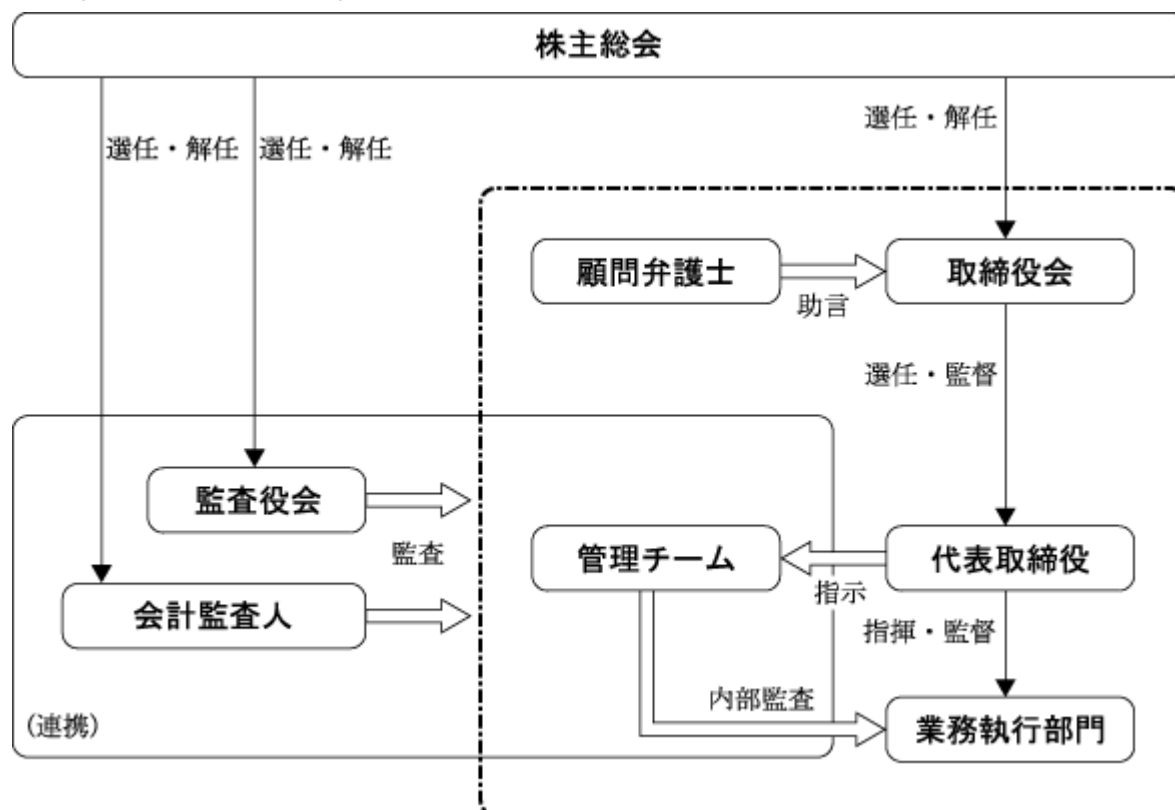 株主総会
選任・解任
選任・解任
選任・解任
顧問弁護士
取締役会
助言
選任・監督
監査役会
監査
管理チーム
代表取締役
指示
会計監査人
指揮・監督
内部監査
(連携)
業務執行部門